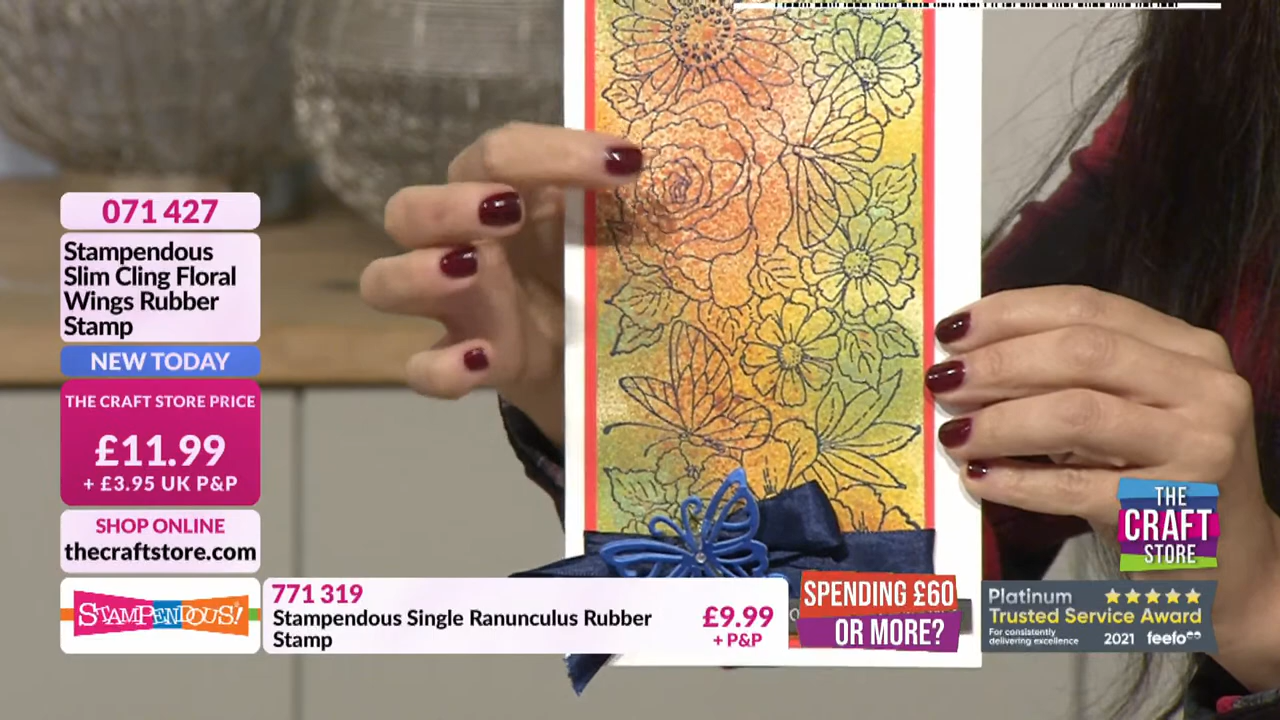 071 427
Stampendous
Slim Cling Floral
Wings Rubber
Stamp
NEW TODAY
THE CRAFT STORE PRICE
£11.99
+ £3.95 UK P&P
SHOP ONLINE
thecraftstore.com
STAMPENDOUS!
771 319
Stampendous Single Ranunculus Rubber
Stamp
£9.99
+ P&P
SPENDING £60
OR MORE?
THE
CRAFT
STORE
Platinum
Trusted Service Award
For consistently
delivering excellence
2021 feefo